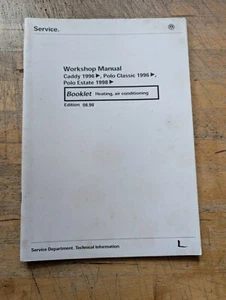 Service.
Workshop Manual
Caddy 1996 ▶, Polo Classic 1996 ▶,
Polo Estate 1998 ▶
Booklet Heating, air conditioning
Edition 08.98
Service Department. Technical Information